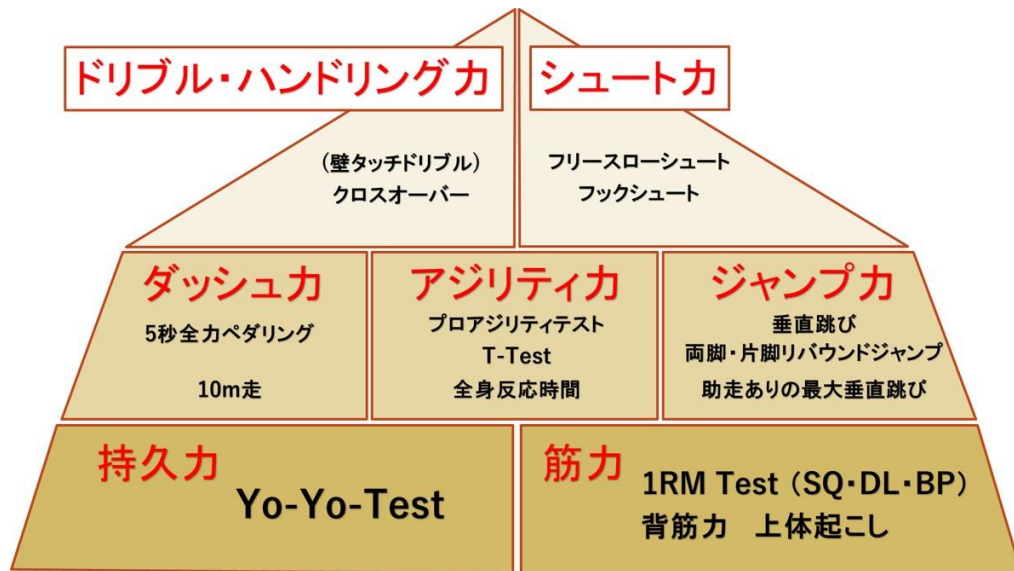 ドリブル・ハンドリング力
シュート力
(壁タッチドリブル)
クロスオーバー
フリースローシュート
フックシュート
ダッシュ力
5秒全力ペダリング
10m走
アジリティ力
プロアジリティテスト
T-Test
全身反応時間
ジャンプ力
垂直跳び
両脚・片脚リバウンドジャンプ
助走ありの最大垂直跳び
持久力
Yo-Yo-Test
筋力
1RM Test（SQ・DL・BP）
背筋力　上体起こし